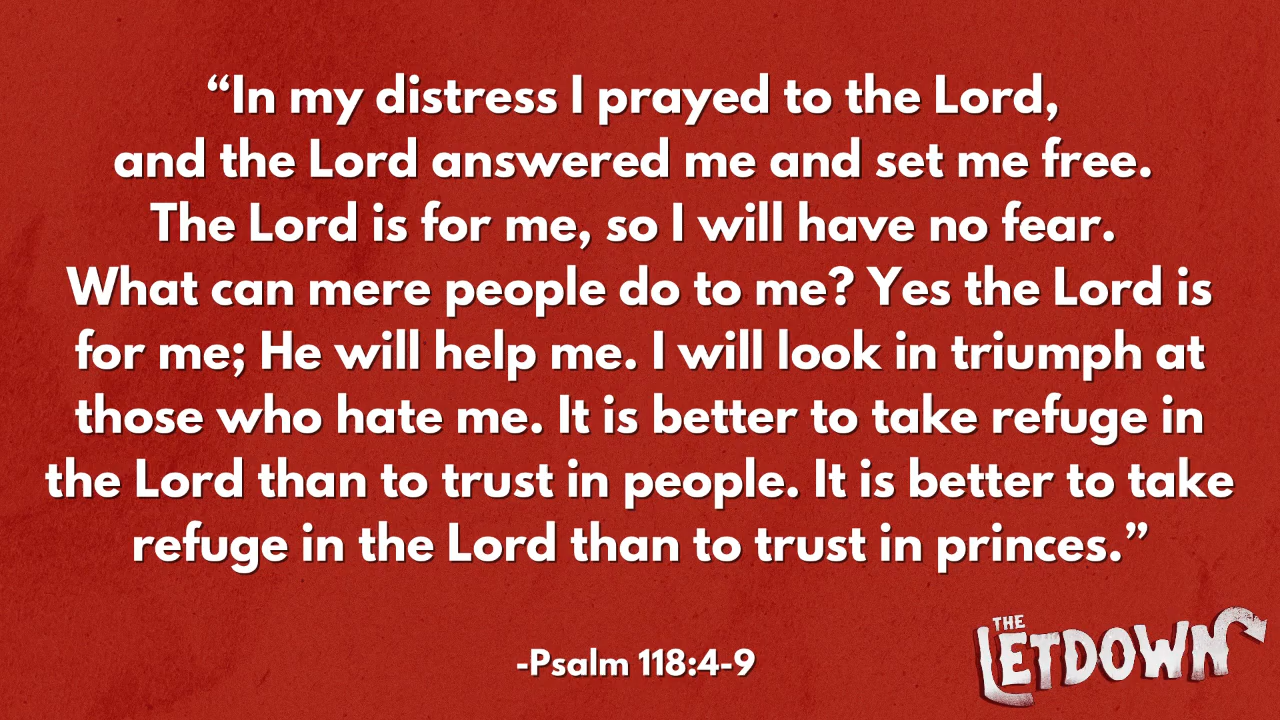 “In my distress I prayed to the Lord,
and the Lord answered me and set me free.
The Lord is for me, so I will have no fear.
What can mere people do to me? Yes the Lord is
for me; He will help me. I will look in triumph at
those who hate me. It is better to take refuge in
the Lord than to trust in people. It is better to take
refuge in the Lord than to trust in princes.”
-Psalm 118:4-9
THE
LETDOWN